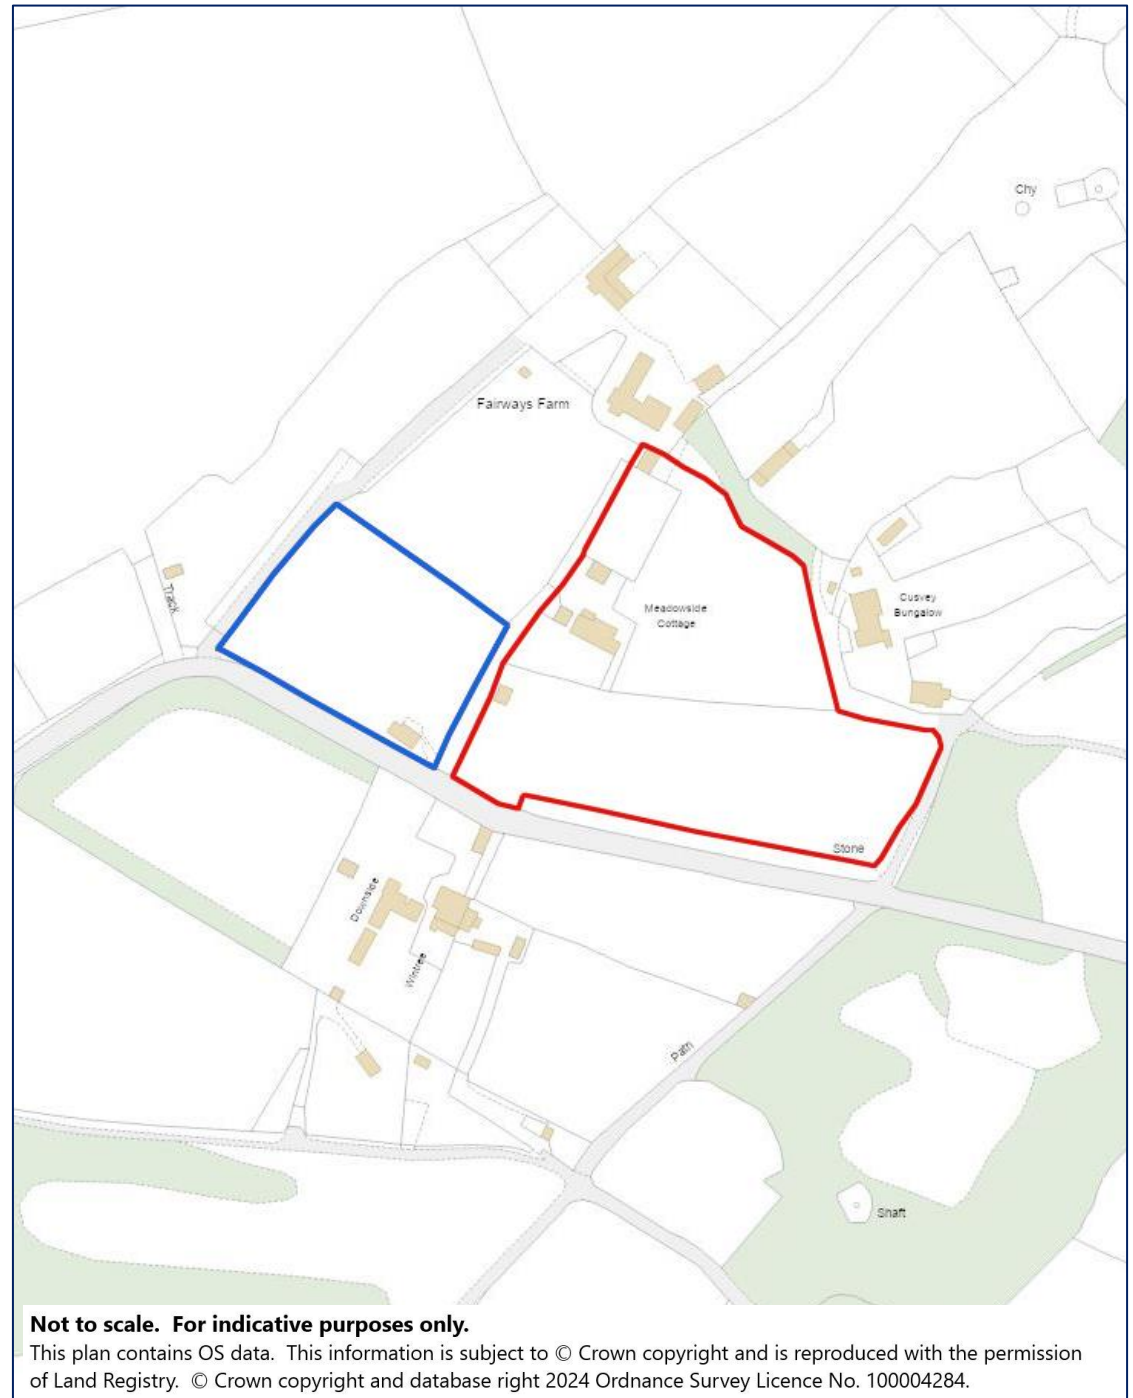 Chy
Fairways Farm
Track
Meadowside
Cottage
Cusvey
Bungalow
Stone
Downside
Wintree
Path
Shaft
Not to scale.  For indicative purposes only.
This plan contains OS data.  This information is subject to © Crown copyright and is reproduced with the permission
of Land Registry.  © Crown copyright and database right 2024 Ordnance Survey Licence No. 100004284.